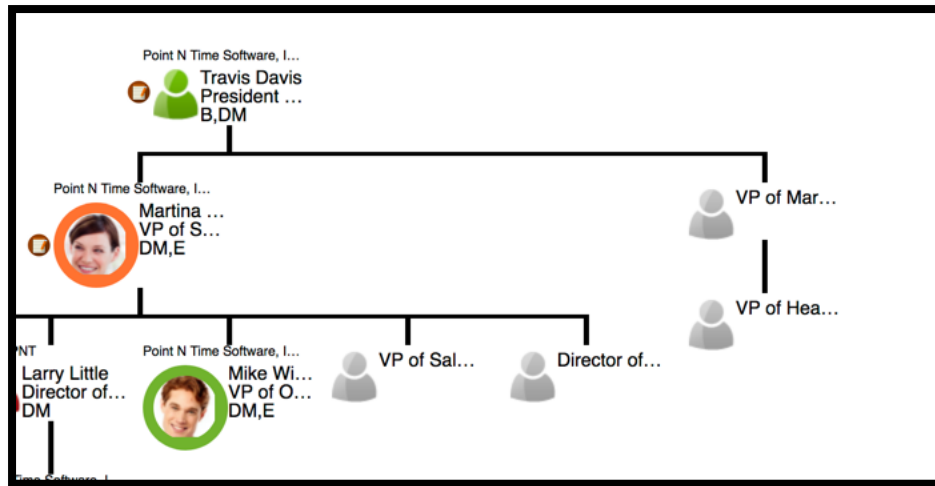 Point N Time Software, I...
Travis Davis
President ...
B,DM
Point N Time Software, I...
Martina ...
VP of S...
DM,E
VP of Mar...
VP of Hea...
PNT
Larry Little
Director of...
DM
Point N Time Software, I...
Mike Wi...
VP of O...
DM,E
VP of Sal...
Director of...
Time Software, I